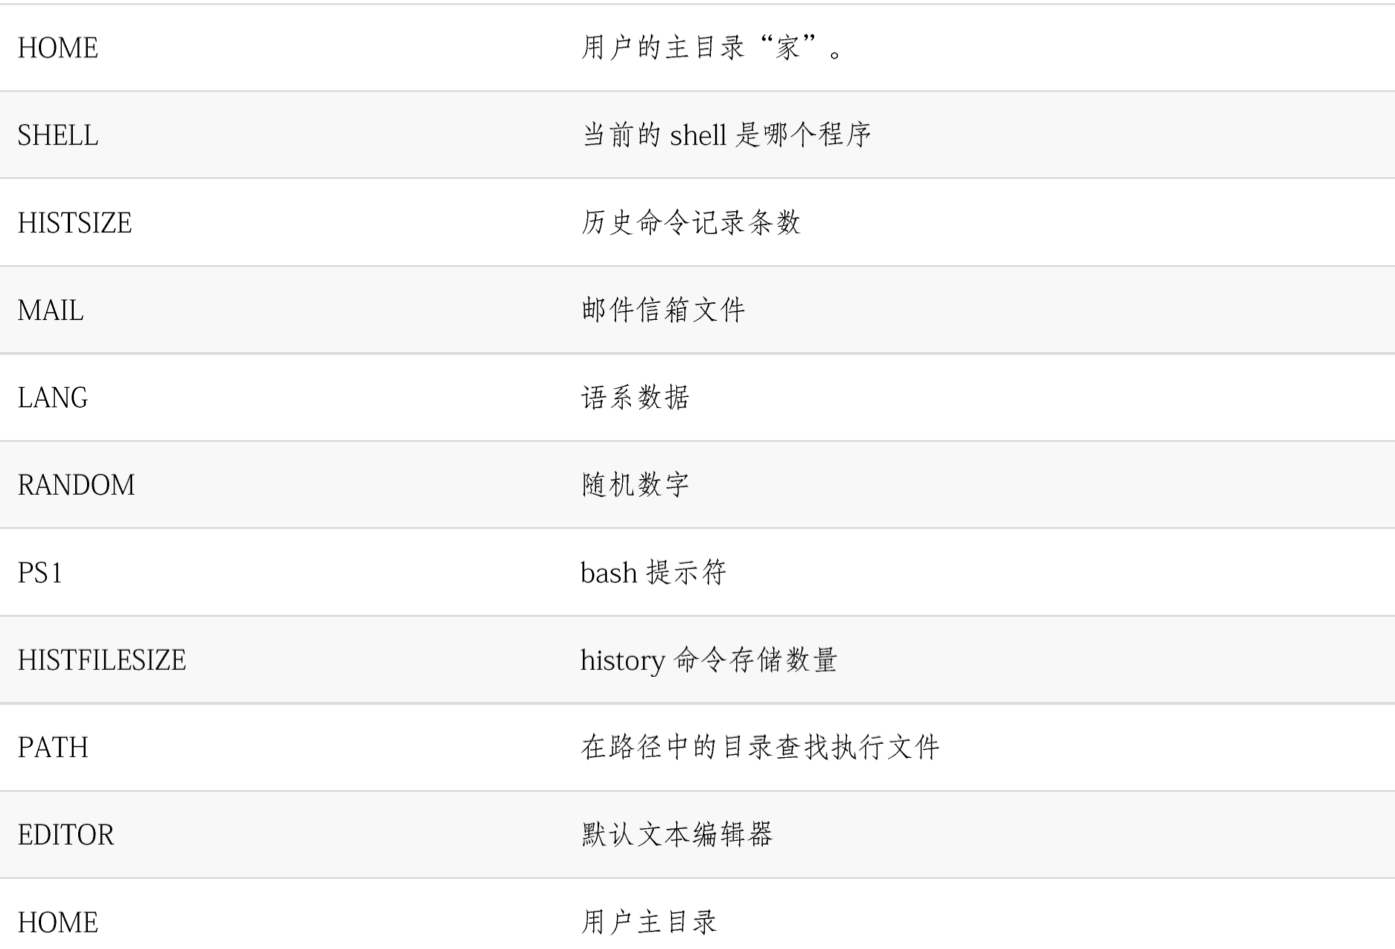 HOME 用户的主目录“家”。
SHELL 当前的 shell 是哪个程序
HISTSIZE 历史命令记录条数
MAIL 邮件信箱文件
LANG 语系数据
RANDOM 随机数字
PS1 bash 提示符
HISTFILESIZE history 命令存储数量
PATH 在路径中的目录查找执行文件
EDITOR 默认文本编辑器
HOME 用户主目录